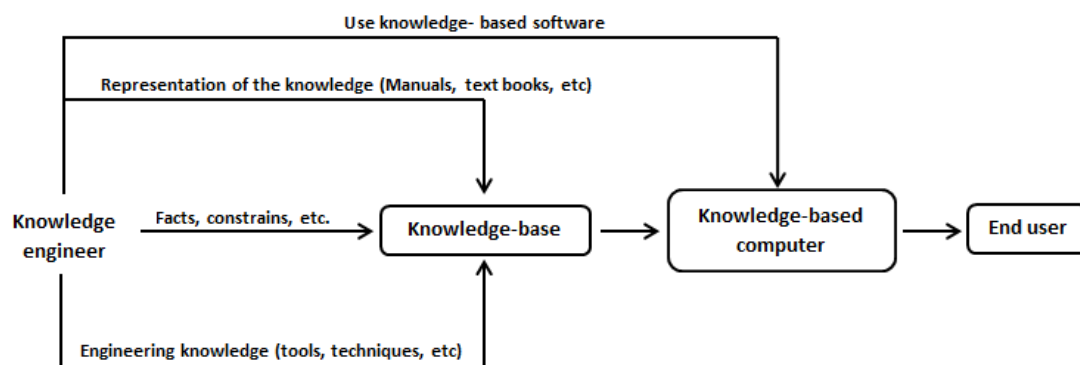 Use knowledge- based software
Representation of the knowledge (Manuals, text books, etc)
Knowledge
engineer
Facts, constrains, etc.
Knowledge-base
Knowledge-based
computer
End user
Engineering knowledge (tools, techniques, etc)